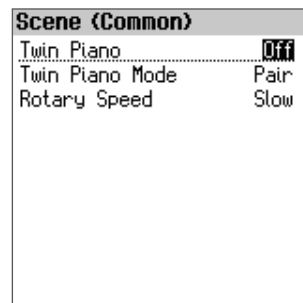 Scene (Common)
Twin Piano Off
Twin Piano Mode Pair
Rotary Speed Slow